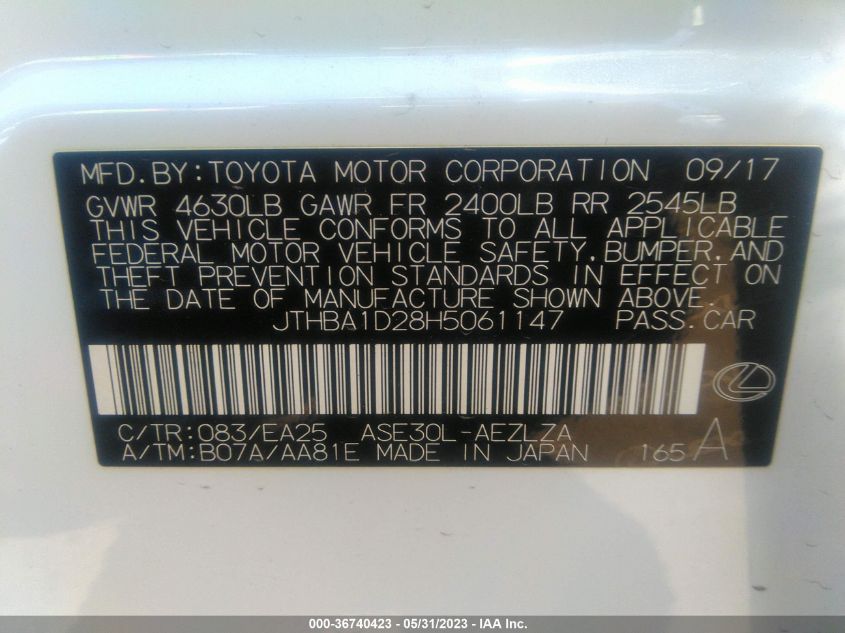 MFD.BY:TOYOTA MOTOR CORPORATION 09/17
GVWR 4630LB GAWR FR 2400LB RR 2545LB
THIS VEHICLE CONFORMS TO ALL APPLICABLE
FEDERAL MOTOR VEHICLE SAFETY,BUMPER,AND
THEFT PREVENTION STANDARDS IN EFFECT ON
THE DATE OF MANUFACTURE SHOWN ABOVE.
JTHBA1D28H5061147 PASS.CAR
C/TR:083/EA25 ASE30L-AEZLZA
A/TM:B07A/AA81E MADE IN JAPAN 165 A
000-36740423 - 05/31/2023 - IAA Inc.